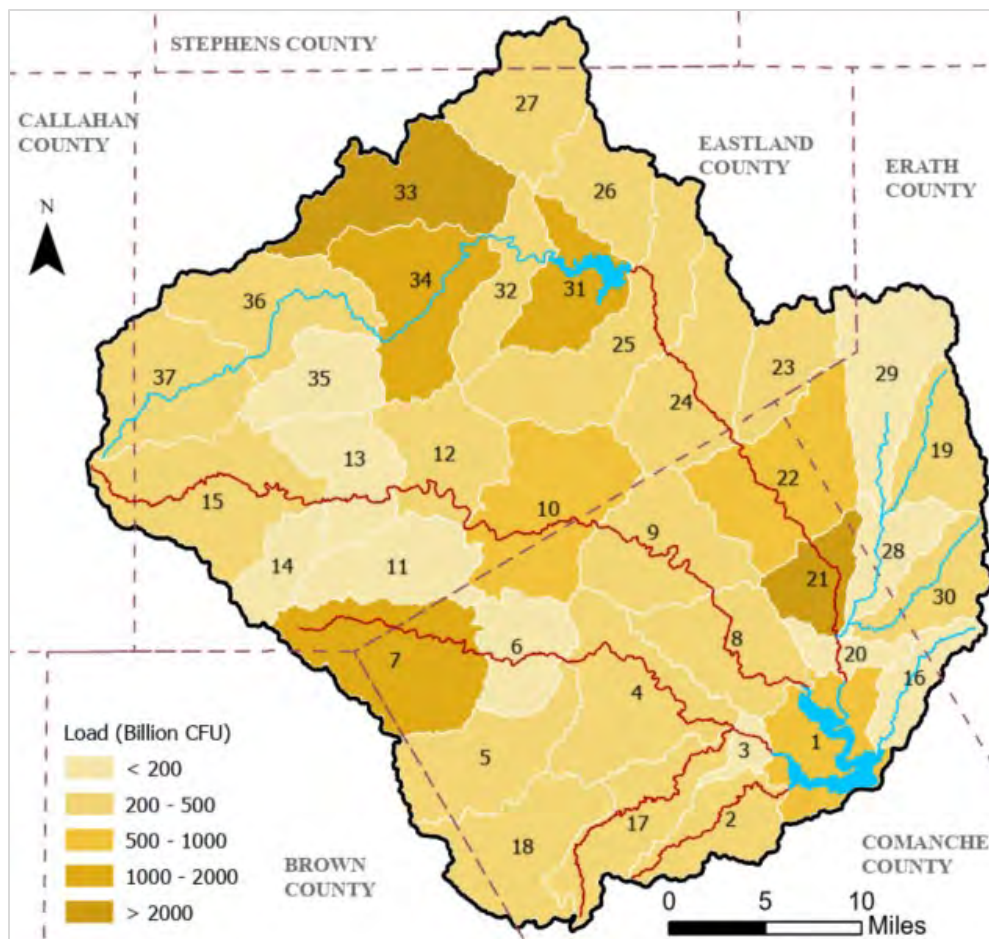 STEPHENS COUNTY
CALLAHAN
COUNTY
EASTLAND
COUNTY
ERATH
COUNTY
N
27
26
33
34
32
31
36
25
23
29
35
37
24
19
13
12
22
15
10
9
28
14
11
21
30
6
8
20
7
16
4
1
3
5
17
2
18
Load (Billion CFU)
< 200
200 - 500
500 - 1000
1000 - 2000
> 2000
BROWN
COUNTY
COMANCHE
COUNTY
0 5 10
Miles